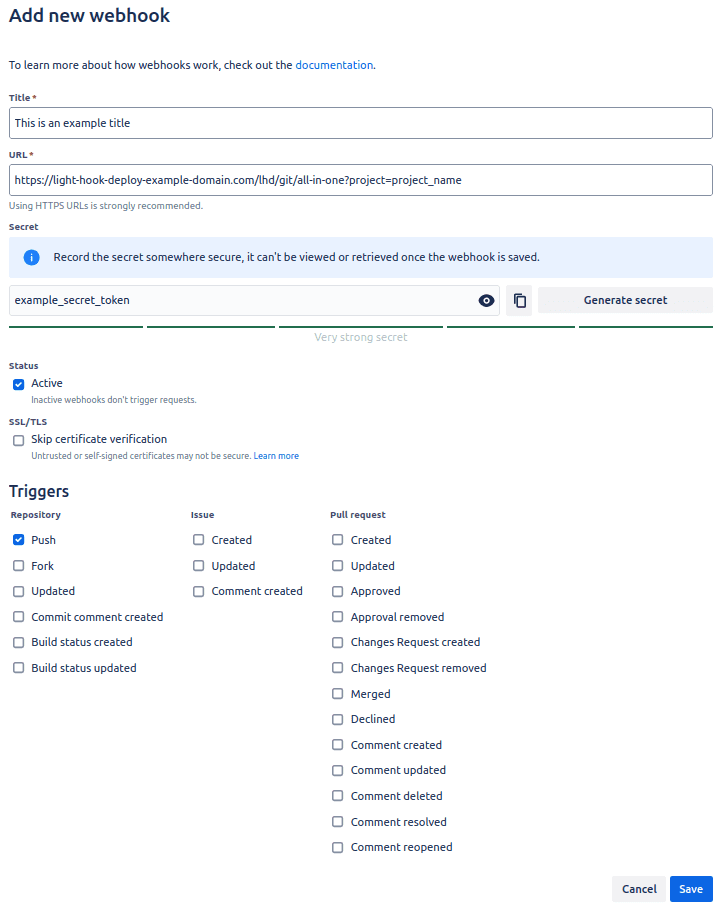 Add new webhook
To learn more about how webhooks work, check out the documentation.
Title *
This is an example title
URL *
https://light-hook-deploy-example-domain.com/lhd/git/all-in-one?project=project_name
Using HTTPS URLs is strongly recommended.
Secret
Record the secret somewhere secure, it can't be viewed or retrieved once the webhook is saved.
example_secret_token
Generate secret
Very strong secret
Status
Active
Inactive webhooks don't trigger requests.
SSL/TLS
Skip certificate verification
Untrusted or self-signed certificates may not be secure. Learn more
Triggers
Repository
Push
Fork
Updated
Commit comment created
Build status created
Build status updated
Issue
Created
Updated
Comment created
Pull request
Created
Updated
Approved
Approval removed
Changes Request created
Changes Request removed
Merged
Declined
Comment created
Comment updated
Comment deleted
Comment resolved
Comment reopened
Cancel
Save